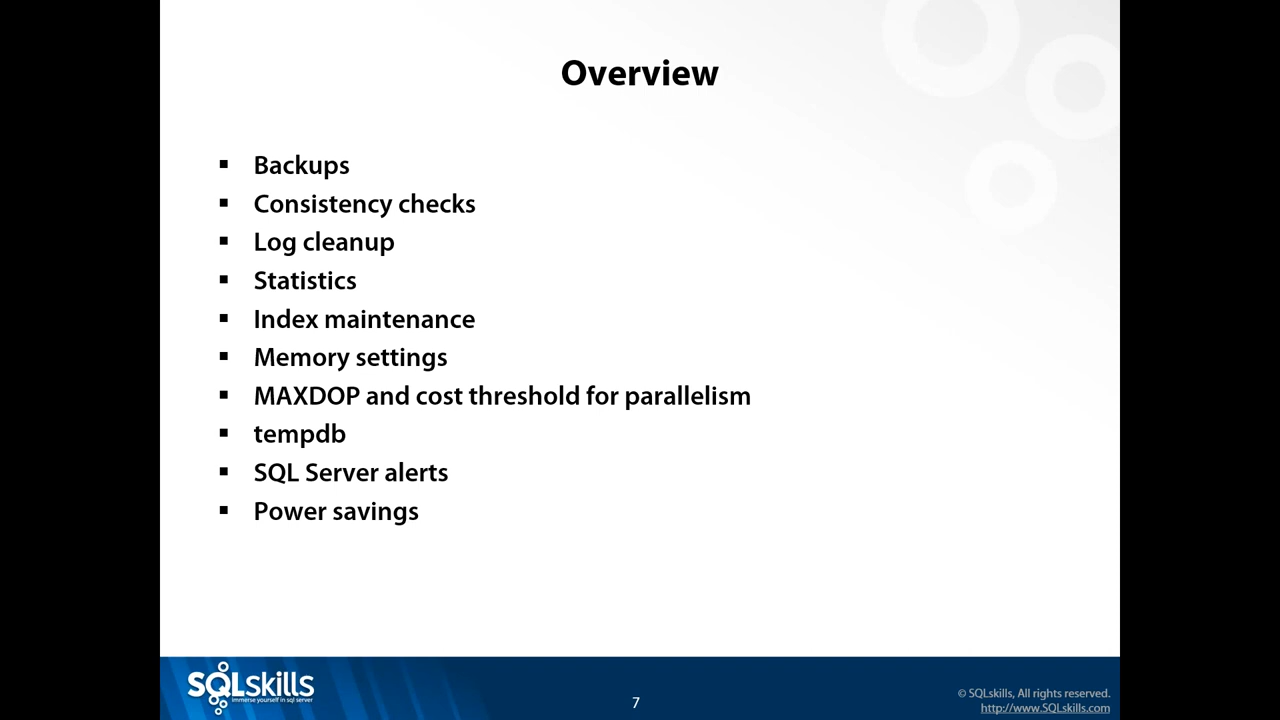 Overview
▪ Backups
▪ Consistency checks
▪ Log cleanup
▪ Statistics
▪ Index maintenance
▪ Memory settings
▪ MAXDOP and cost threshold for parallelism
▪ tempdb
▪ SQL Server alerts
▪ Power savings
SQLskills
immerse yourself in sql server
7
© SQLskills, All rights reserved.
http://www.SQLskills.com